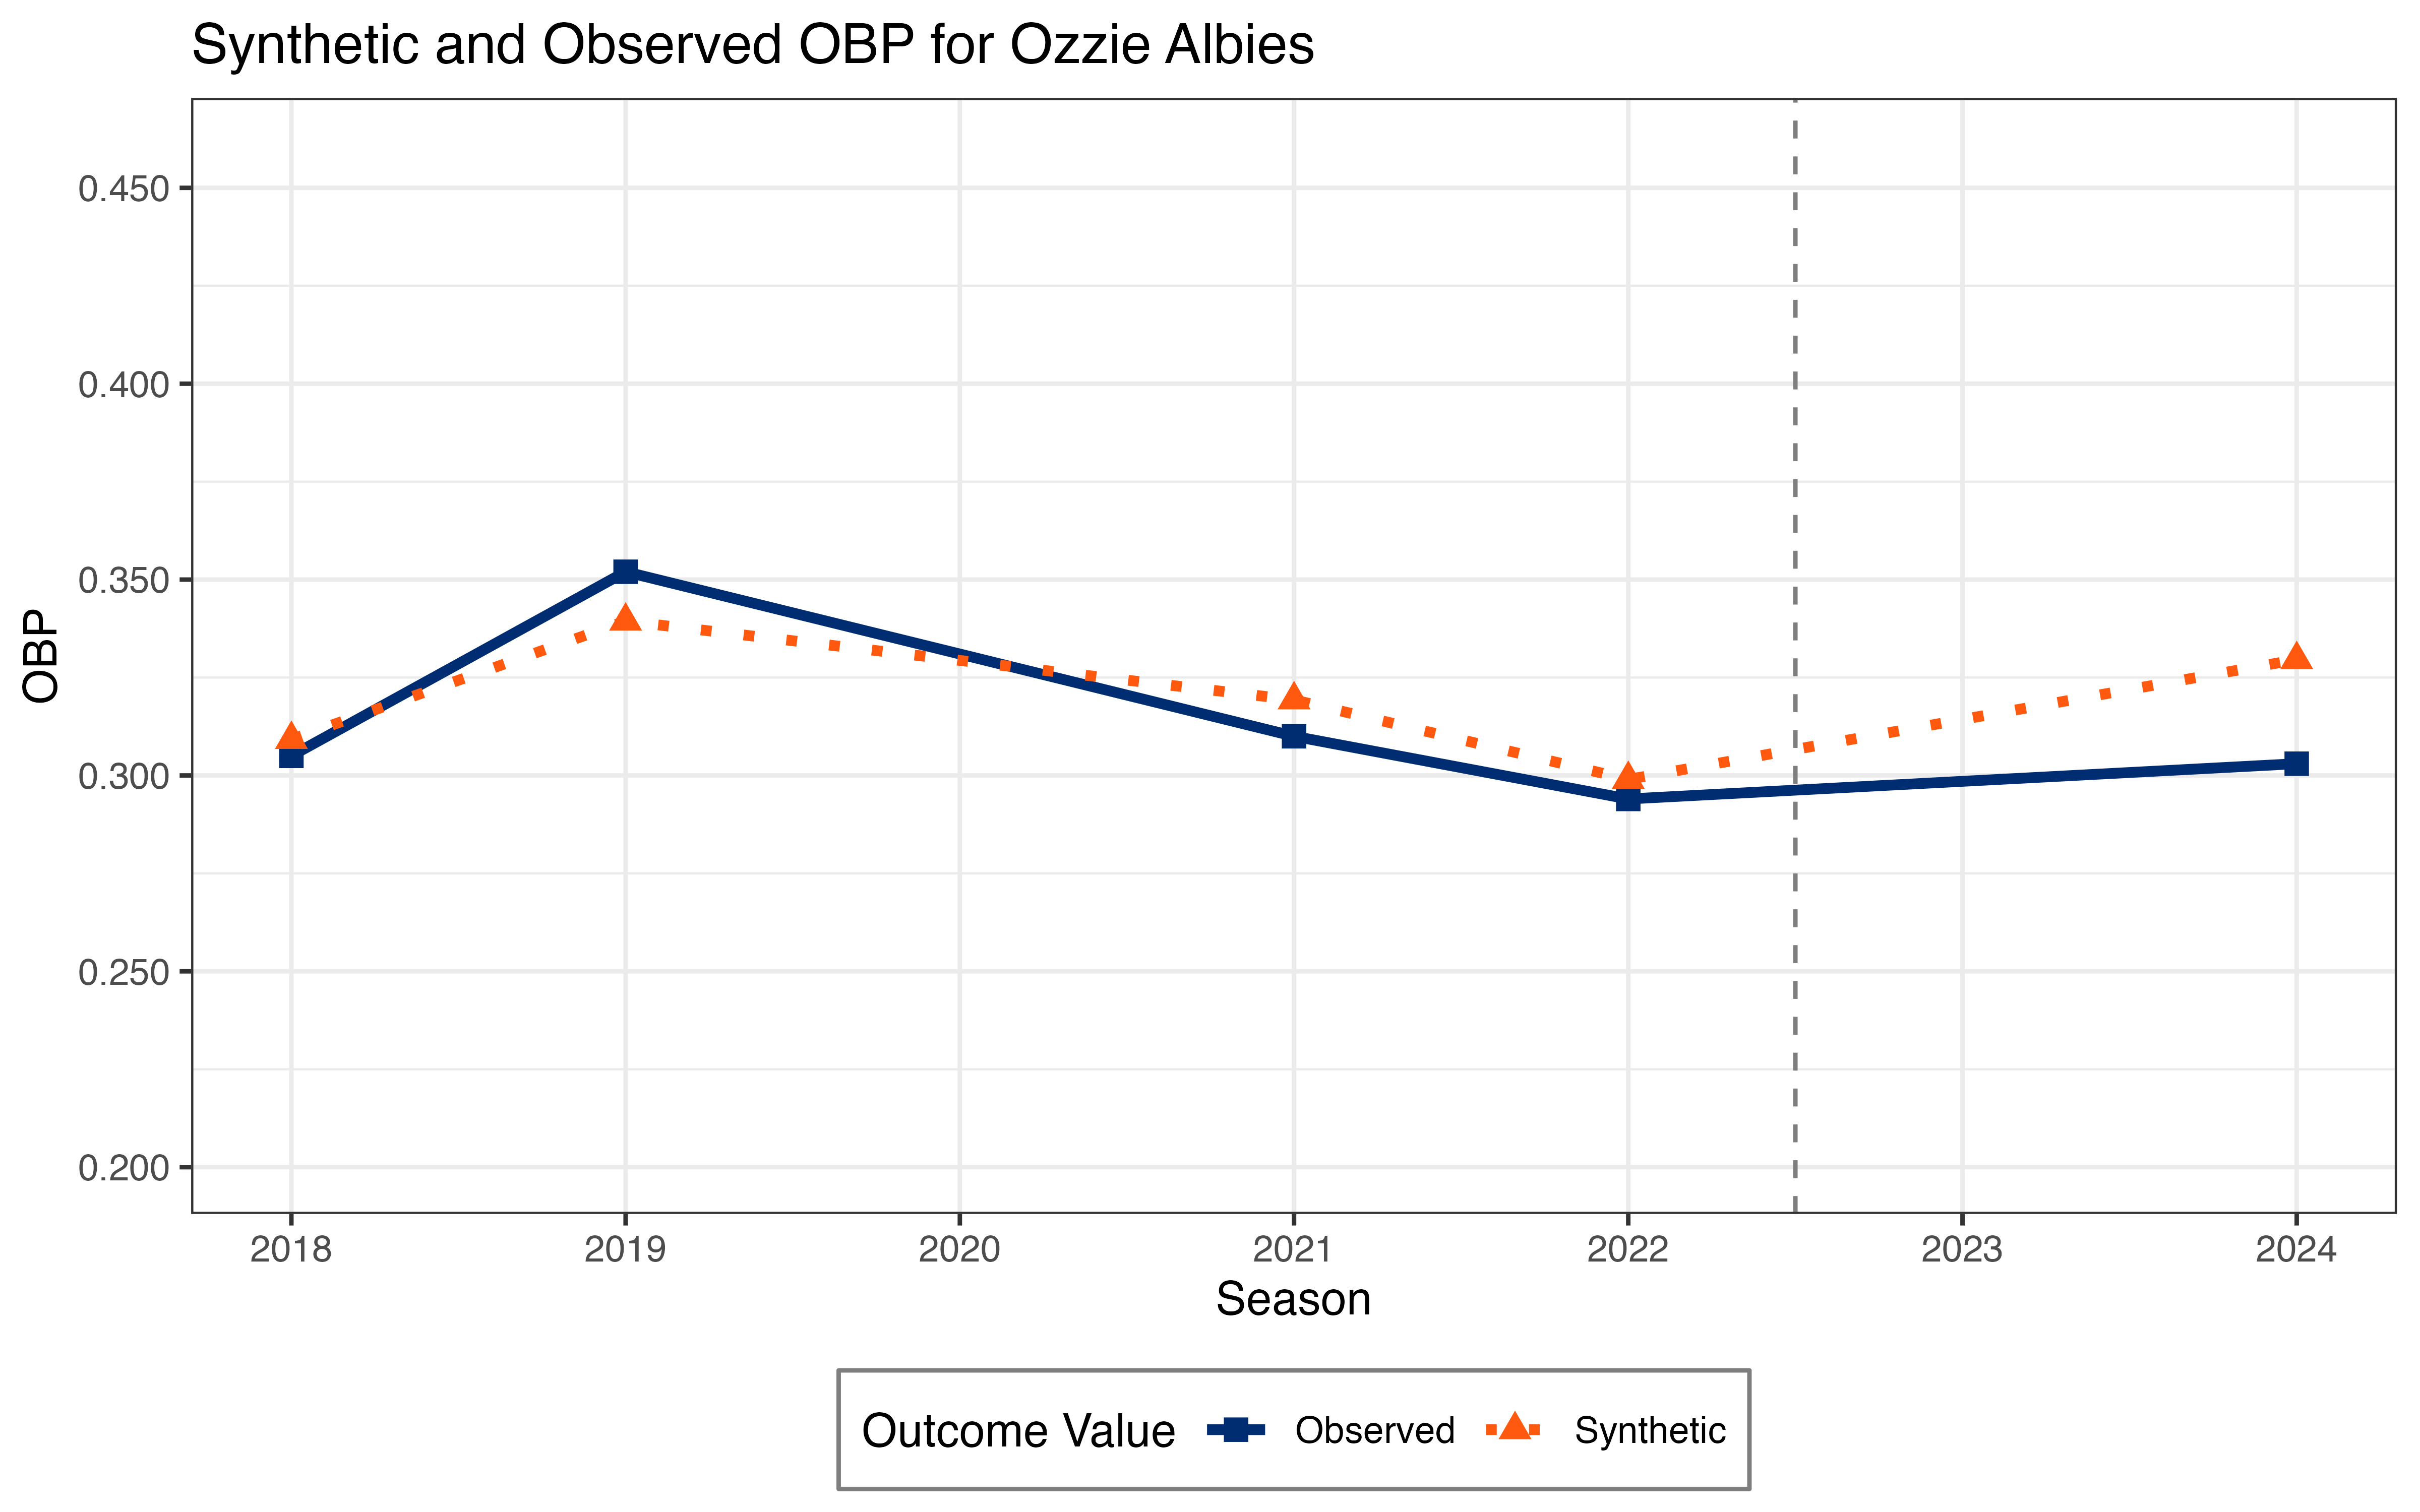 Synthetic and Observed OBP for Ozzie Albies
0.450
0.400
0.350
0.300
0.250
0.200
OBP
2018 2019 2020 2021 2022 2023 2024
Season
Outcome Value Observed Synthetic